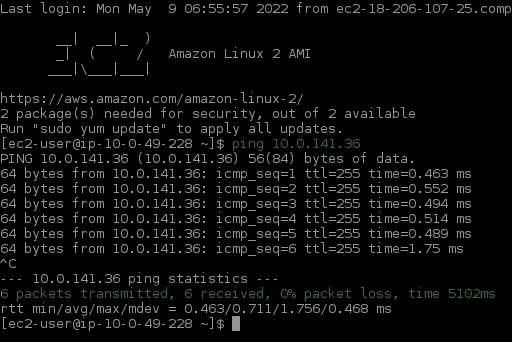 Last login: Mon May  9 06:55:57 2022 from ec2-18-206-107-25.comp

       __|  __|_  )
       _|  (     /   Amazon Linux 2 AMI
      ___|\___|___|

https://aws.amazon.com/amazon-linux-2/
2 package(s) needed for security, out of 2 available
Run "sudo yum update" to apply all updates.
[ec2-user@ip-10-0-49-228 ~]$ ping 10.0.141.36
PING 10.0.141.36 (10.0.141.36) 56(84) bytes of data.
64 bytes from 10.0.141.36: icmp_seq=1 ttl=255 time=0.463 ms
64 bytes from 10.0.141.36: icmp_seq=2 ttl=255 time=0.552 ms
64 bytes from 10.0.141.36: icmp_seq=3 ttl=255 time=0.494 ms
64 bytes from 10.0.141.36: icmp_seq=4 ttl=255 time=0.514 ms
64 bytes from 10.0.141.36: icmp_seq=5 ttl=255 time=0.489 ms
64 bytes from 10.0.141.36: icmp_seq=6 ttl=255 time=1.75 ms
^C
--- 10.0.141.36 ping statistics ---
6 packets transmitted, 6 received, 0% packet loss, time 5102ms
rtt min/avg/max/mdev = 0.463/0.711/1.756/0.468 ms
[ec2-user@ip-10-0-49-228 ~]$